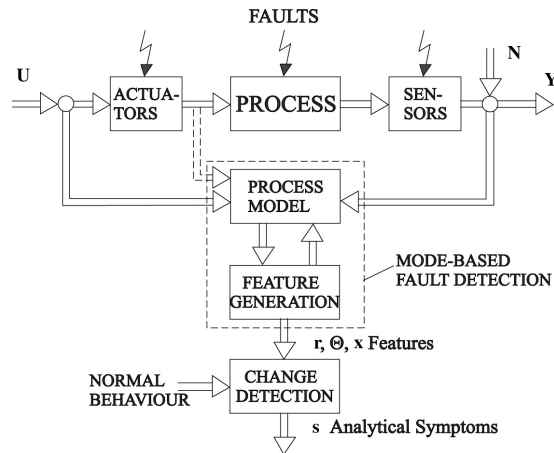 FAULTS
N
U
Y
ACTUA-
TORS
PROCESS
SEN-
SORS
PROCESS
MODEL
MODE-BASED
FAULT DETECTION
FEATURE
GENERATION
r, Θ, x Features
NORMAL
BEHAVIOUR
CHANGE
DETECTION
s Analytical Symptoms